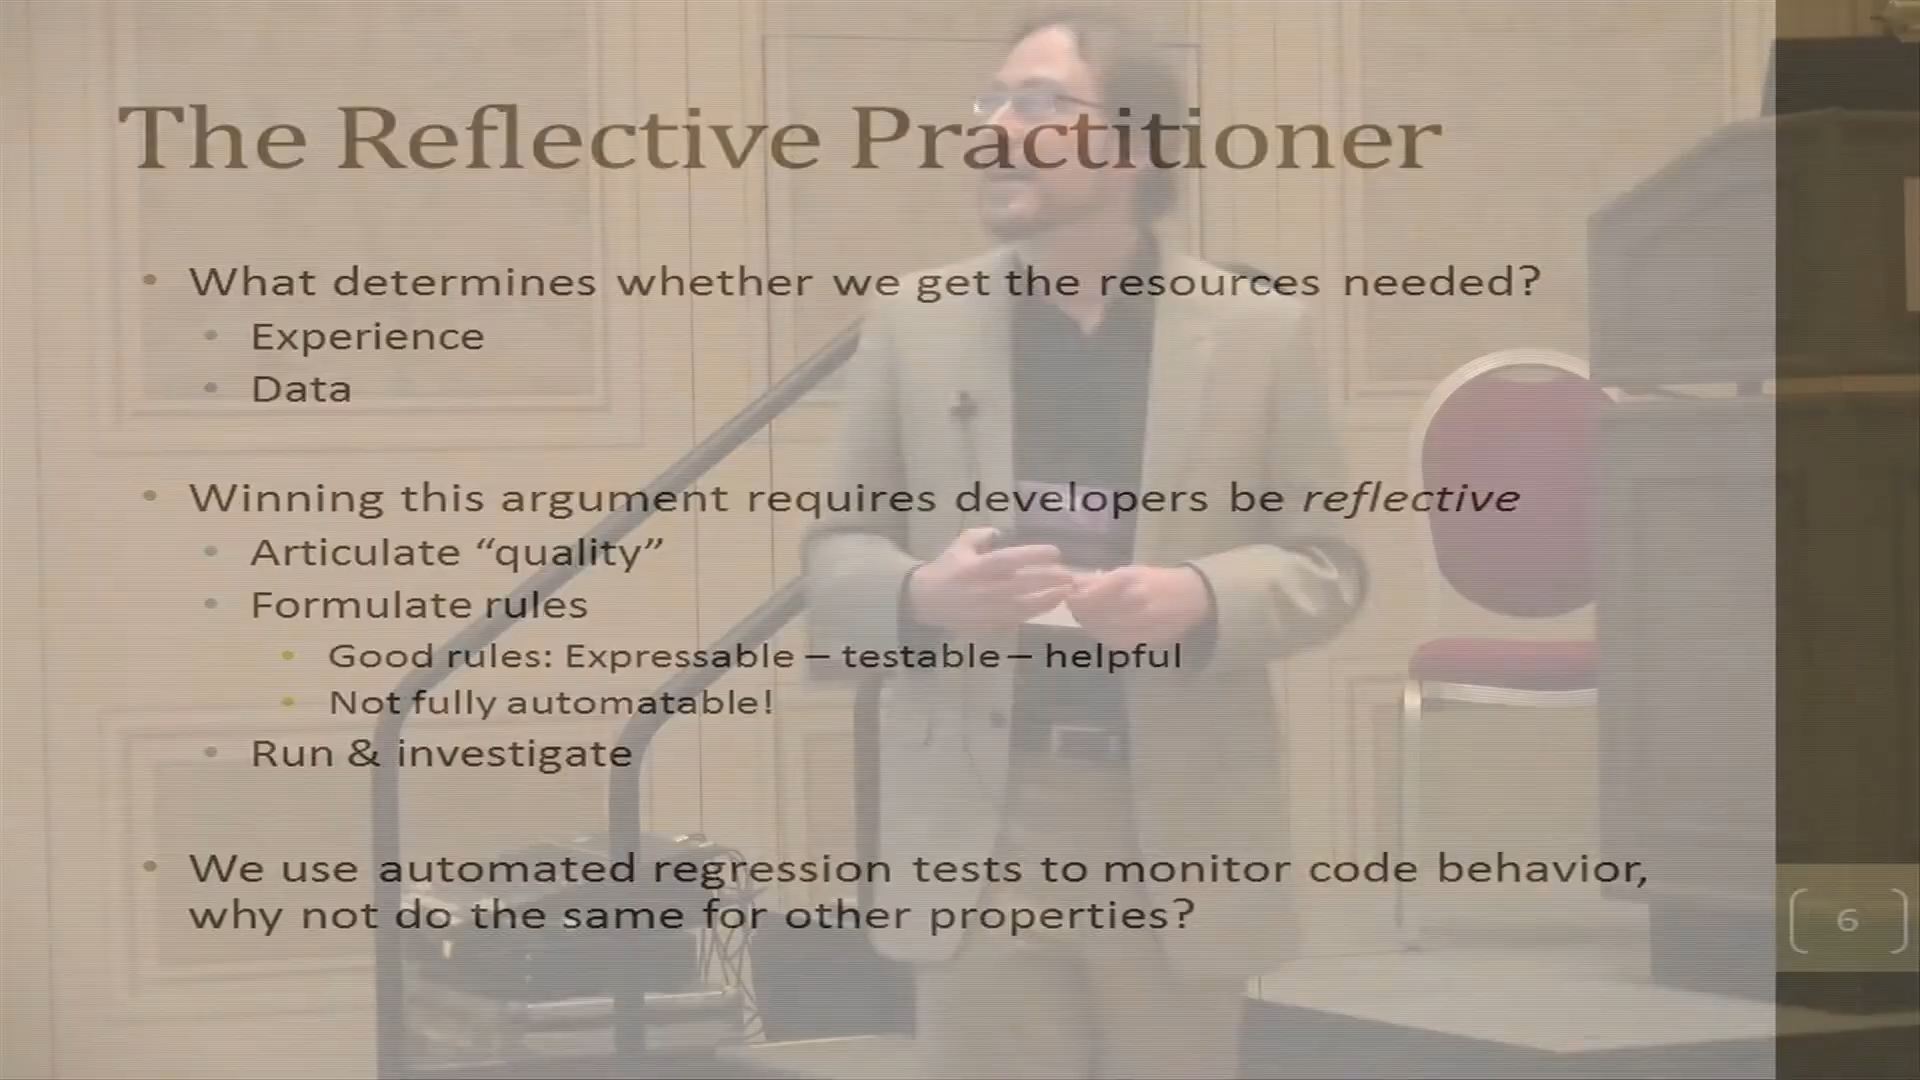 The Reflective Practitioner
• What determines whether we get the resources needed?
• Experience
• Data
• Winning this argument requires developers be reflective
• Articulate “quality”
• Formulate rules
• Good rules: Expressable – testable – helpful
• Not fully automatable!
• Run & investigate
• We use automated regression tests to monitor code behavior,
why not do the same for other properties?
6